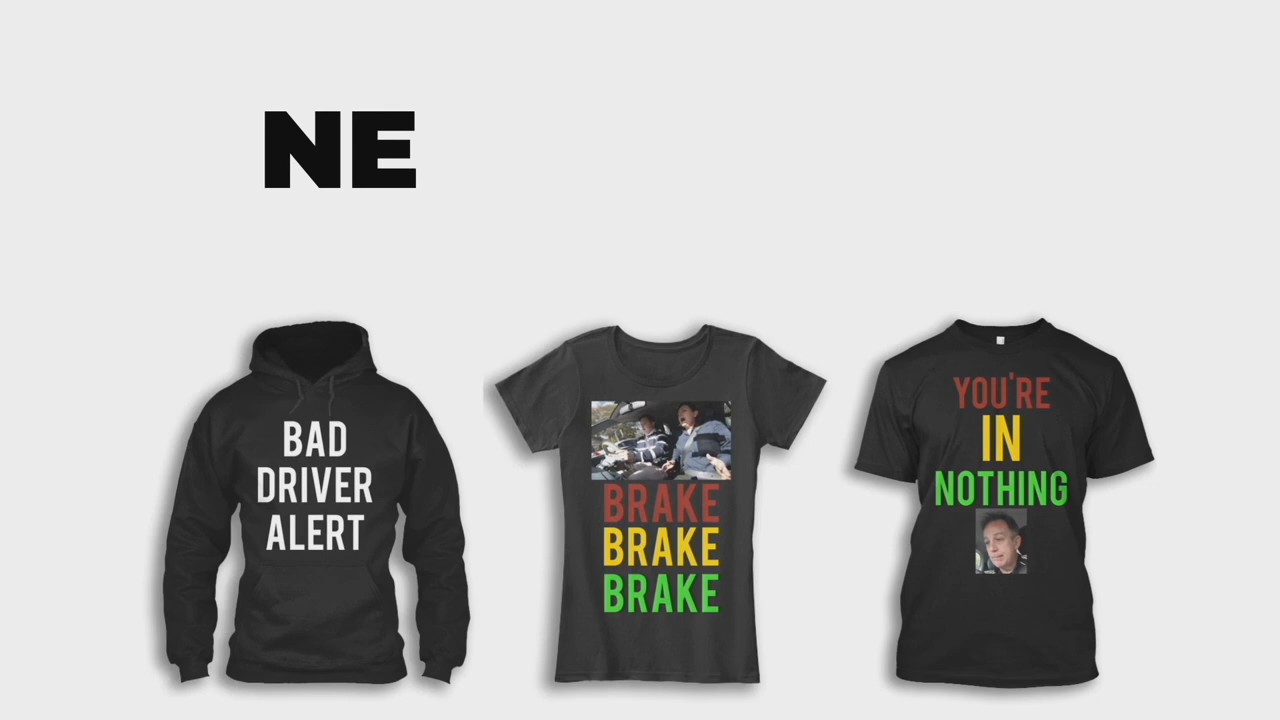 NE
BAD
DRIVER
ALERT
BRAKE
BRAKE
BRAKE
YOU'RE
IN
NOTHING